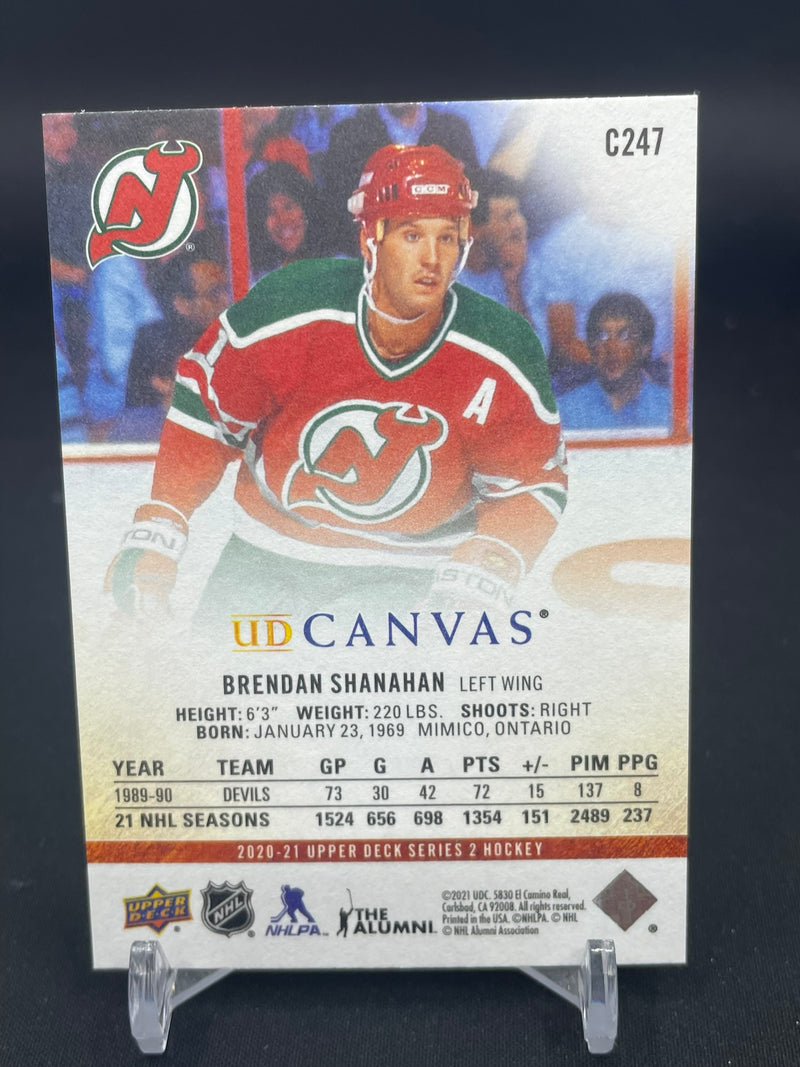 C247
CCM
A
UD CANVAS®
BRENDAN SHANAHAN LEFT WING
HEIGHT: 6'3" WEIGHT: 220 LBS. SHOOTS: RIGHT
BORN: JANUARY 23, 1969 MIMICO, ONTARIO
YEAR TEAM GP G A PTS +/- PIM PPG
1989-90 DEVILS 73 30 42 72 15 137 8
21 NHL SEASONS 1524 656 698 1354 151 2489 237
2020-21 UPPER DECK SERIES 2 HOCKEY
UPPER DECK ® NHL ® NHLPA™ THE ALUMNI™
©2021 UDC. 5830 El Camino Real,
Carlsbad, CA 92008. All rights reserved.
Printed in the USA. ©NHLPA. © NHL
© NHL Alumni Association